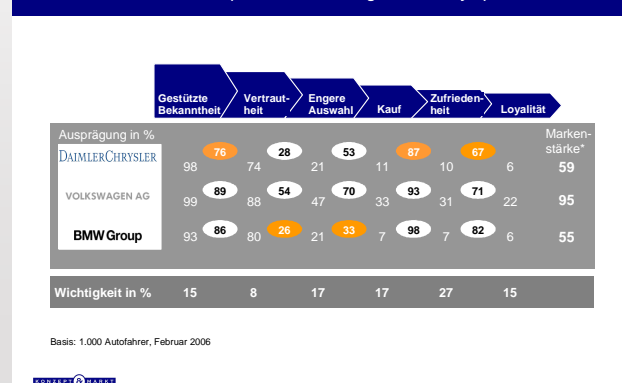 Gestützte Bekanntheit
Vertraut-
heit
Engere Auswahl
Kauf
Zufrieden-
heit
Loyalität
Ausprägung in %
Marken-
stärke*
DAIMLERCHRYSLER
98 76 74 28 21 53 11 87 10 67 6 59
VOLKSWAGEN AG
99 89 88 54 47 70 33 93 31 71 22 95
BMW Group
93 86 80 26 21 33 7 98 7 82 6 55
Wichtigkeit in % 15 8 17 17 27 15
Basis: 1.000 Autofahrer, Februar 2006
KONZEPT & MARKT